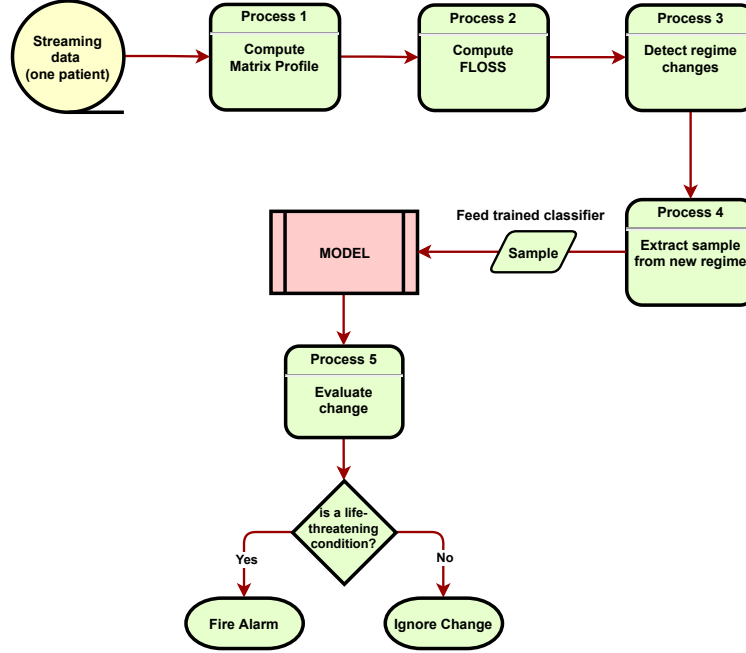 Streaming
data
(one patient)
Process 1
Compute
Matrix Profile
Process 2
Compute
FLOSS
Process 3
Detect regime
changes
Process 4
Extract sample
from new regime
Feed trained classifier
Sample
MODEL
Process 5
Evaluate
change
is a life-
threatening
condition?
Yes
No
Fire Alarm
Ignore Change